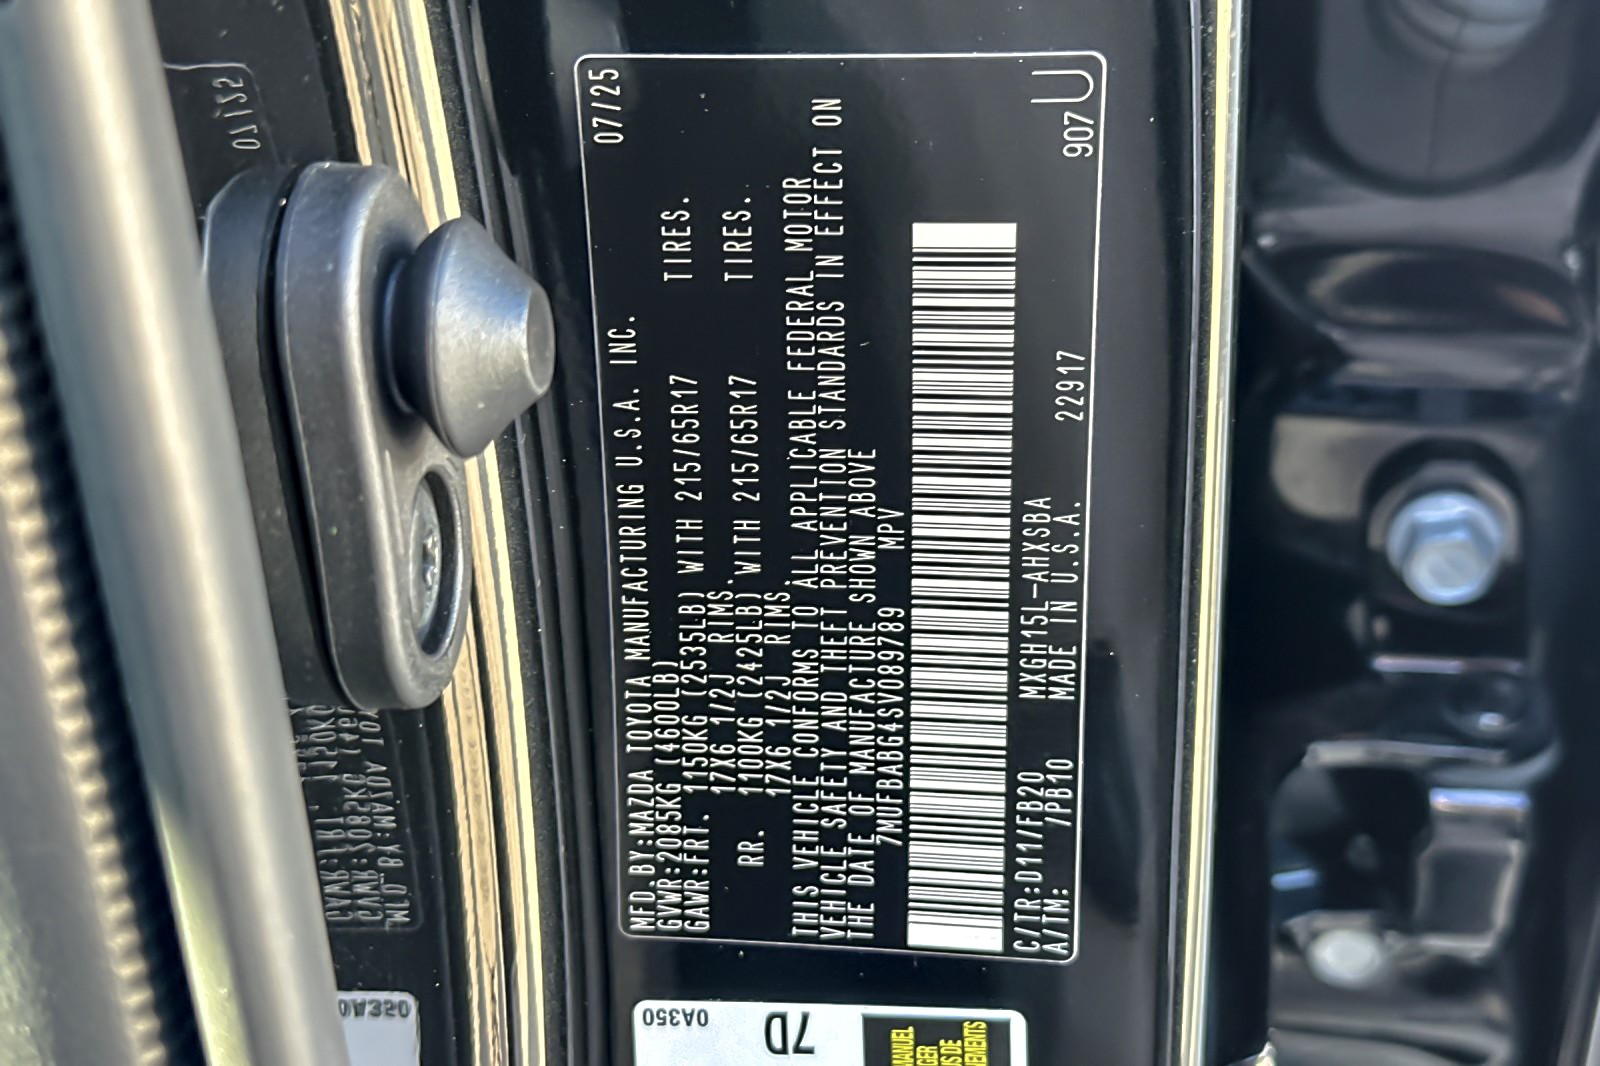 07/25
MFD.BY:MAZDA TOYOTA MANUFACTURING U.S.A. INC.
GVWR:2085KG (4600LB)
GAWR:FRT. 1150KG (2535LB) WITH 215/65R17 TIRES.
17X6 1/2J RIMS.
RR. 1100KG (2425LB) WITH 215/65R17 TIRES.
17X6 1/2J RIMS.
THIS VEHICLE CONFORMS TO ALL APPLICABLE FEDERAL MOTOR
VEHICLE SAFETY AND THEFT PREVENTION STANDARDS IN EFFECT ON
THE DATE OF MANUFACTURE SHOWN ABOVE
7MUFBABG4SV089789 MPV
C/TR:D11/FB20 MXGH15L-AHXSBA 22917 907 U
A/TM: 7PB10 MADE IN U.S.A.
0A350
7D